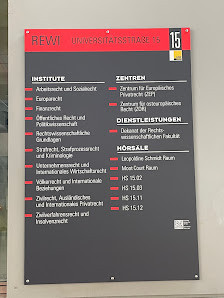 REWI UNIVERSITÄTSSTRAßE 15
15
INSTITUTE
Arbeitsrecht und Sozialrecht
Europarecht
Finanzrecht
Öffentliches Recht und
Politikwissenschaft
Rechtswissenschaftliche
Grundlagen
Strafrecht, Strafprozessrecht
und Kriminologie
Unternehmensrecht und
Internationales Wirtschaftsrecht
Völkerrecht und Internationale
Beziehungen
Zivilrecht, Ausländisches
und Internationales Privatrecht
Zivilverfahrensrecht und
Insolvenzrecht
ZENTREN
Zentrum für Europäisches
Privatrecht (ZEP)
Zentrum für osteuropäisches
Recht (ZOR)
DIENSTLEISTUNGEN
Dekanat der Rechts-
wissenschaftlichen Fakultät
HÖRSÄLE
Leopoldine Schmidt Raum
Moot Court Raum
HS 15.02
HS 15.03
HS 15.11
HS 15.12